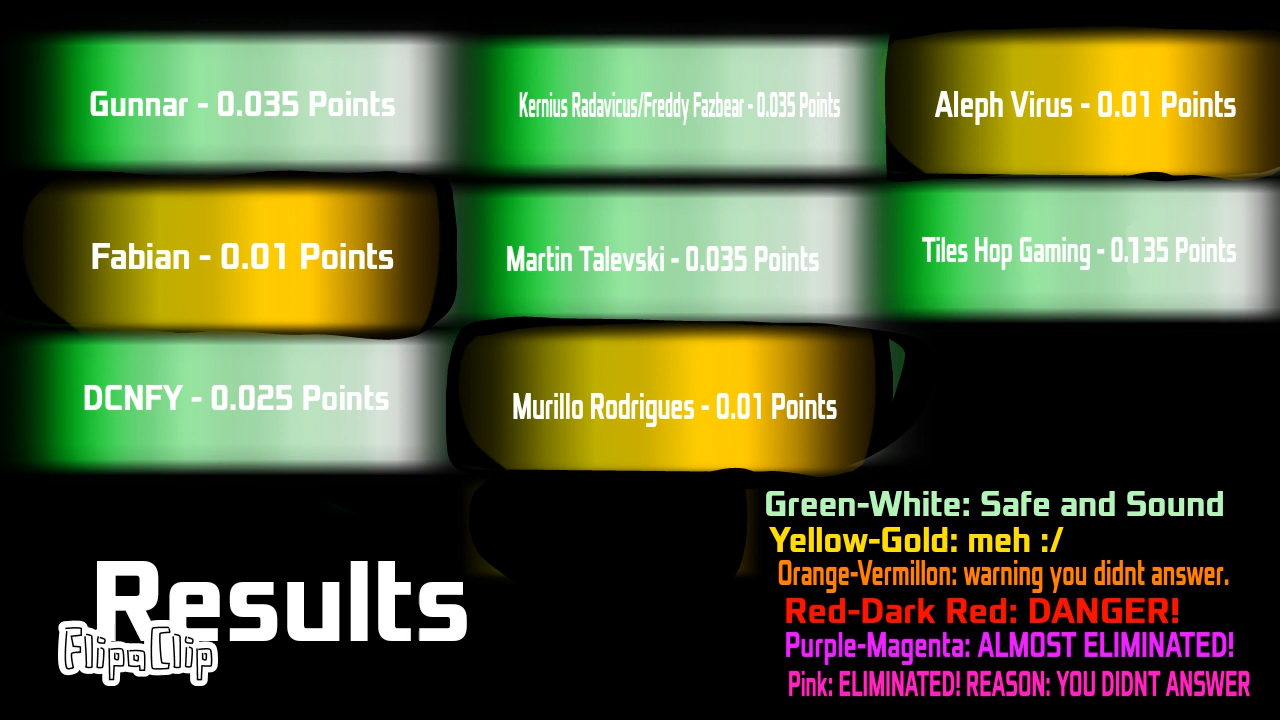 Gunnar - 0.035 Points
Kernius Radavicus/Freddy Fazbear - 0.035 Points
Aleph Virus - 0.01 Points
Fabian - 0.01 Points
Martin Talevski - 0.035 Points
Tiles Hop Gaming - 0.135 Points
DCNFY - 0.025 Points
Murillo Rodrigues - 0.01 Points
Green-White: Safe and Sound
Yellow-Gold: meh :/
Orange-Vermillon: warning you didnt answer.
Red-Dark Red: DANGER!
Purple-Magenta: ALMOST ELIMINATED!
Pink: ELIMINATED! REASON: YOU DIDNT ANSWER
Results
FlipaClip